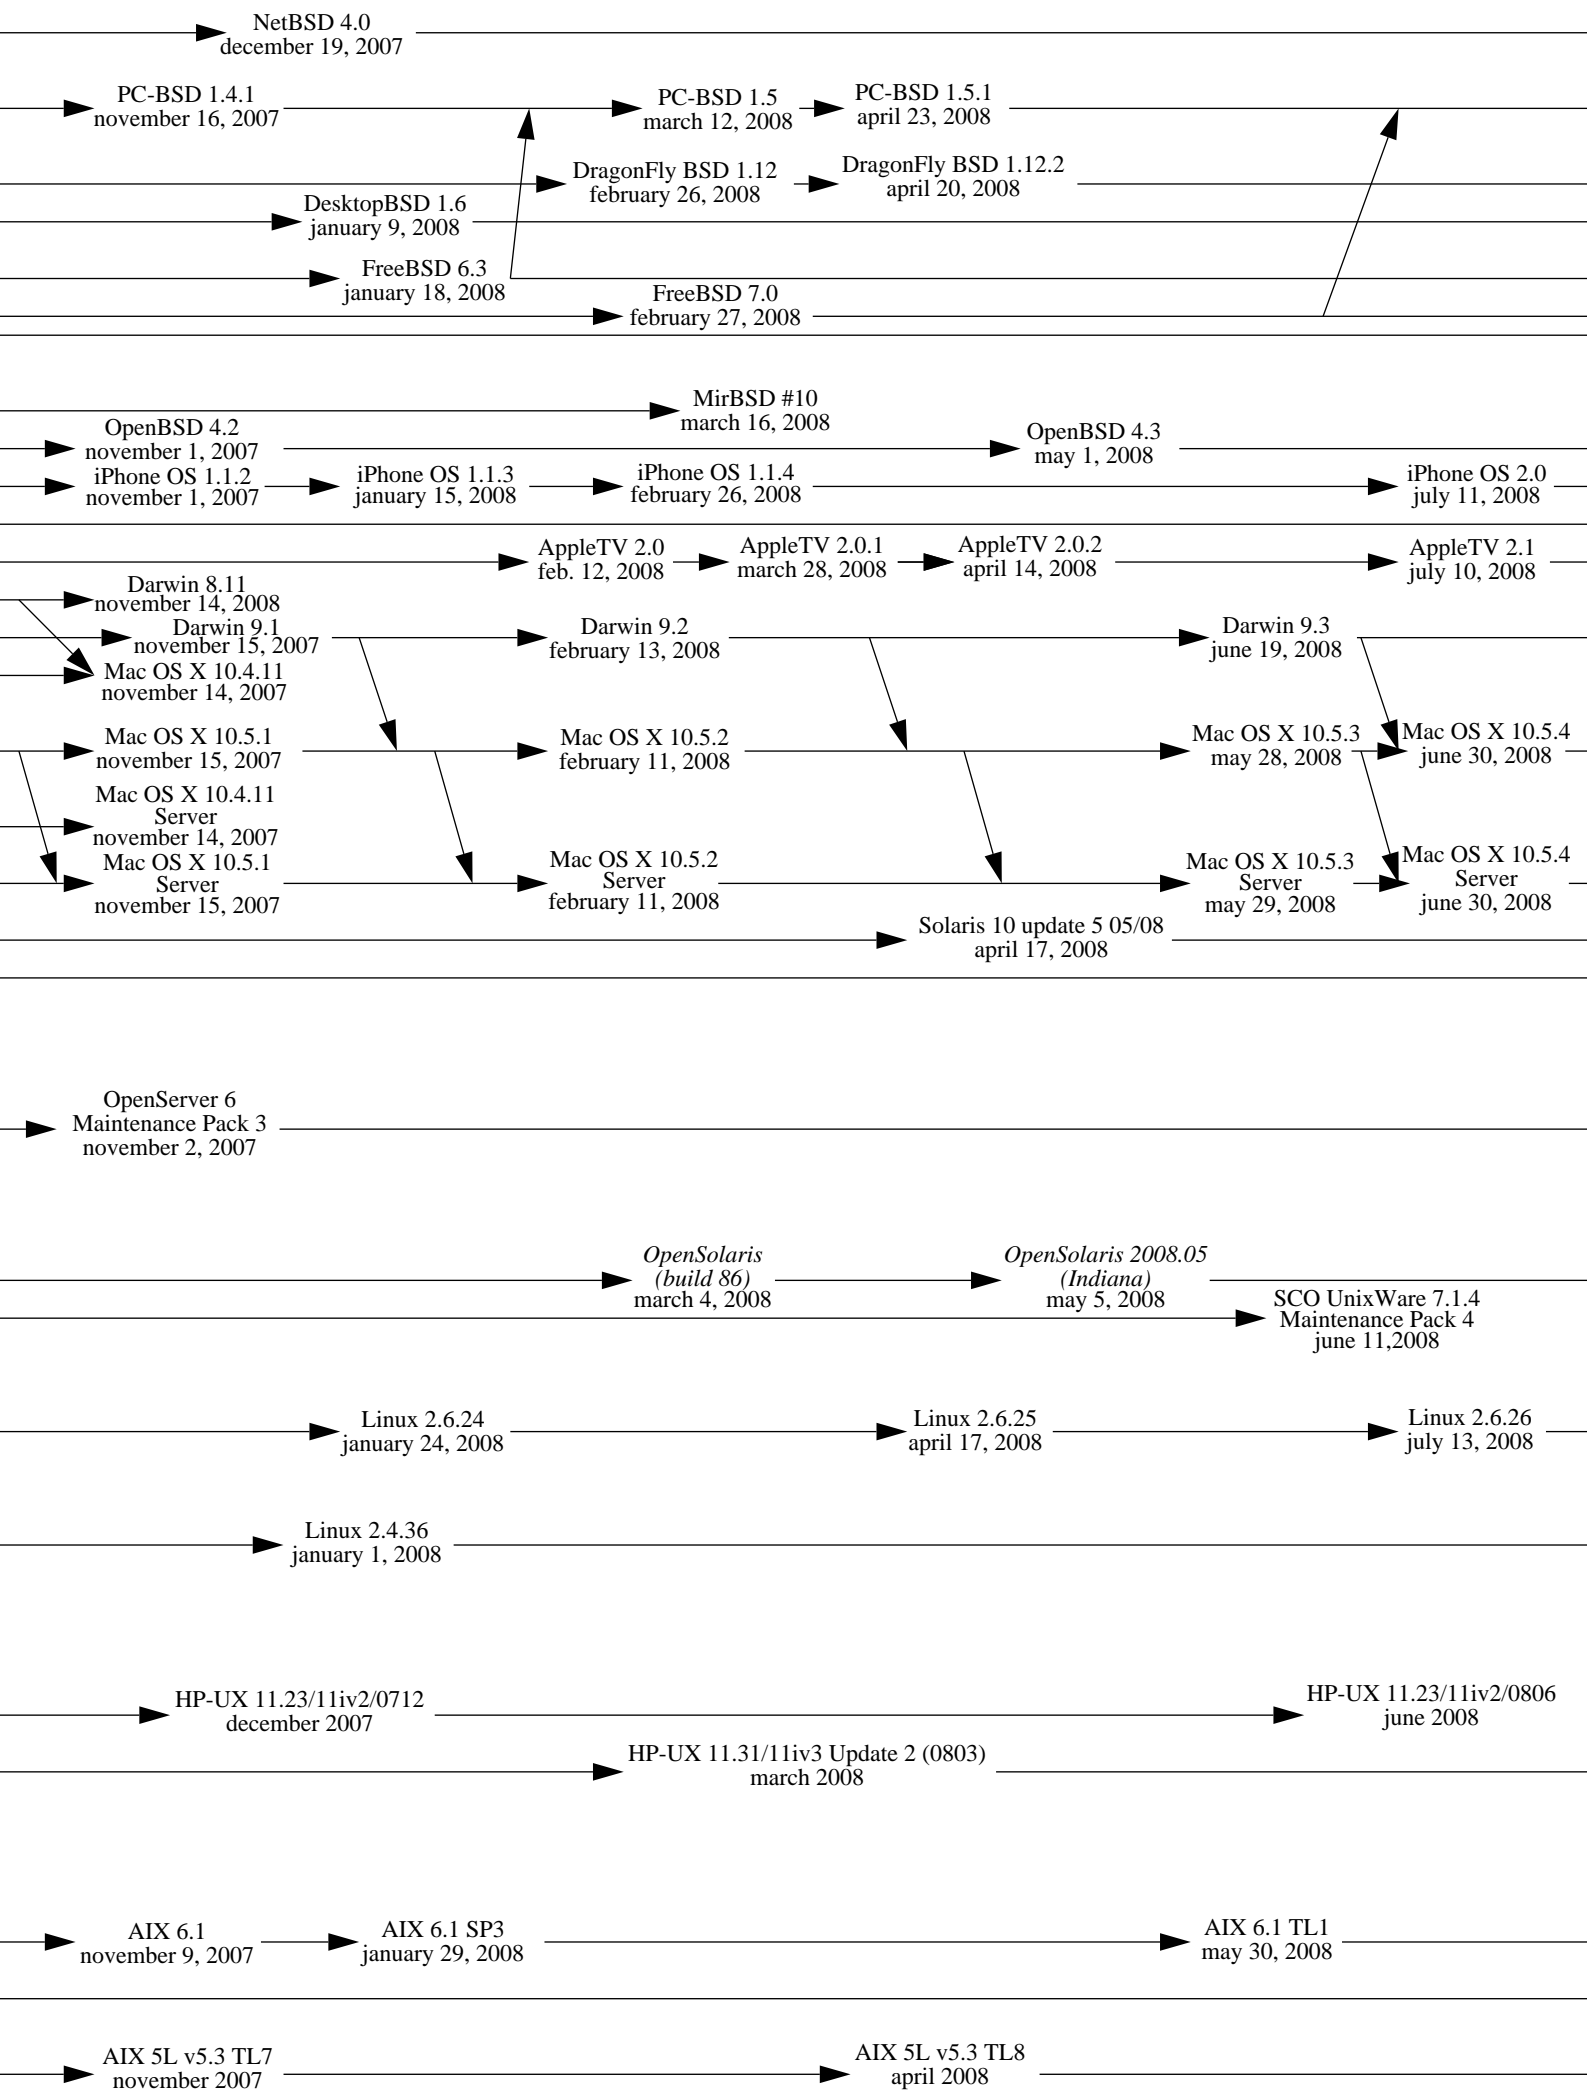 NetBSD 4.0
december 19, 2007
PC-BSD 1.4.1
november 16, 2007
PC-BSD 1.5
march 12, 2008
PC-BSD 1.5.1
april 23, 2008
DragonFly BSD 1.12
february 26, 2008
DragonFly BSD 1.12.2
april 20, 2008
DesktopBSD 1.6
january 9, 2008
FreeBSD 6.3
january 18, 2008
FreeBSD 7.0
february 27, 2008
MirBSD #10
march 16, 2008
OpenBSD 4.2
november 1, 2007
OpenBSD 4.3
may 1, 2008
iPhone OS 1.1.2
november 1, 2007
iPhone OS 1.1.3
january 15, 2008
iPhone OS 1.1.4
february 26, 2008
iPhone OS 2.0
july 11, 2008
AppleTV 2.0
feb. 12, 2008
AppleTV 2.0.1
march 28, 2008
AppleTV 2.0.2
april 14, 2008
AppleTV 2.1
july 10, 2008
Darwin 8.11
november 14, 2008
Darwin 9.1
november 15, 2007
Darwin 9.2
february 13, 2008
Darwin 9.3
june 19, 2008
Mac OS X 10.4.11
november 14, 2007
Mac OS X 10.5.1
november 15, 2007
Mac OS X 10.5.2
february 11, 2008
Mac OS X 10.5.3
may 28, 2008
Mac OS X 10.5.4
june 30, 2008
Mac OS X 10.4.11
Server
november 14, 2007
Mac OS X 10.5.1
Server
november 15, 2007
Mac OS X 10.5.2
Server
february 11, 2008
Mac OS X 10.5.3
Server
may 29, 2008
Mac OS X 10.5.4
Server
june 30, 2008
Solaris 10 update 5 05/08
april 17, 2008
OpenServer 6
Maintenance Pack 3
november 2, 2007
OpenSolaris
(build 86)
march 4, 2008
OpenSolaris 2008.05
(Indiana)
may 5, 2008
SCO UnixWare 7.1.4
Maintenance Pack 4
june 11,2008
Linux 2.6.24
january 24, 2008
Linux 2.6.25
april 17, 2008
Linux 2.6.26
july 13, 2008
Linux 2.4.36
january 1, 2008
HP-UX 11.23/11iv2/0712
december 2007
HP-UX 11.23/11iv2/0806
june 2008
HP-UX 11.31/11iv3 Update 2 (0803)
march 2008
AIX 6.1
november 9, 2007
AIX 6.1 SP3
january 29, 2008
AIX 6.1 TL1
may 30, 2008
AIX 5L v5.3 TL7
november 2007
AIX 5L v5.3 TL8
april 2008